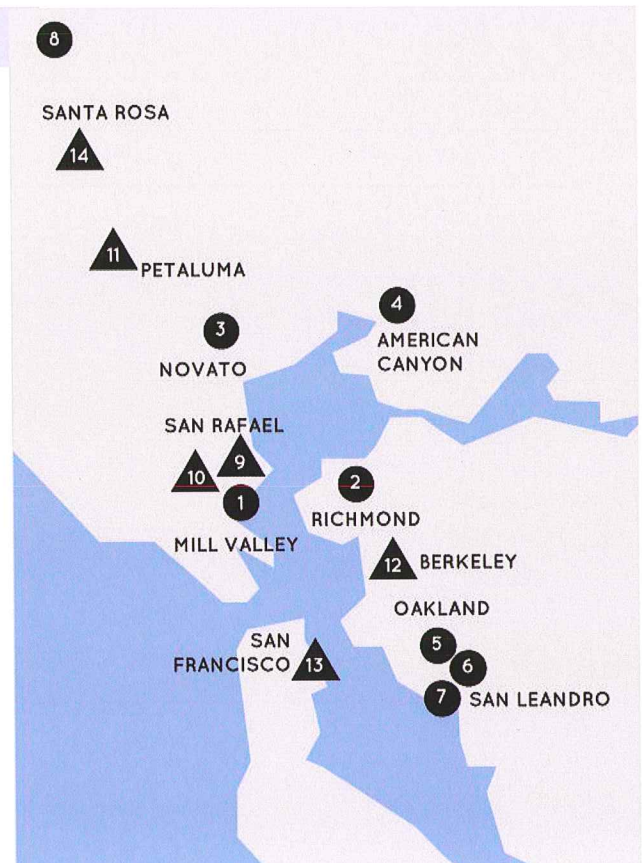 8
SANTA ROSA
14
11
PETALUMA
4
3
AMERICAN
CANYON
NOVATO
SAN RAFAEL
9
10
2
1
RICHMOND
MILL VALLEY
12
BERKELEY
OAKLAND
SAN
FRANCISCO
13
5
6
7
SAN LEANDRO